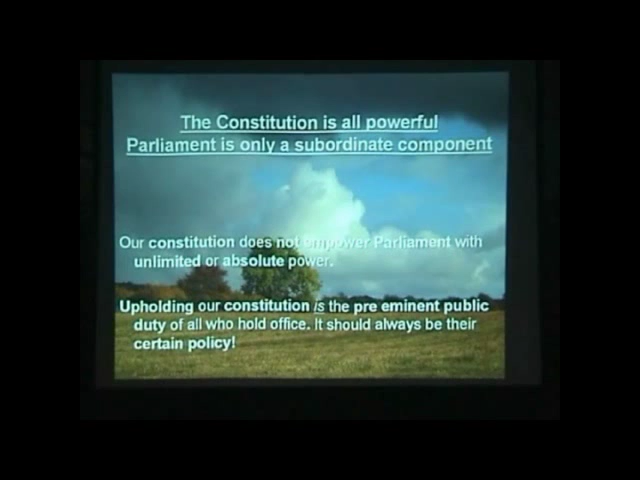 The Constitution is all powerful
Parliament is only a subordinate component
Our constitution does not empower Parliament with
unlimited or absolute power.
Upholding our constitution is the pre eminent public
duty of all who hold office. It should always be their
certain policy!